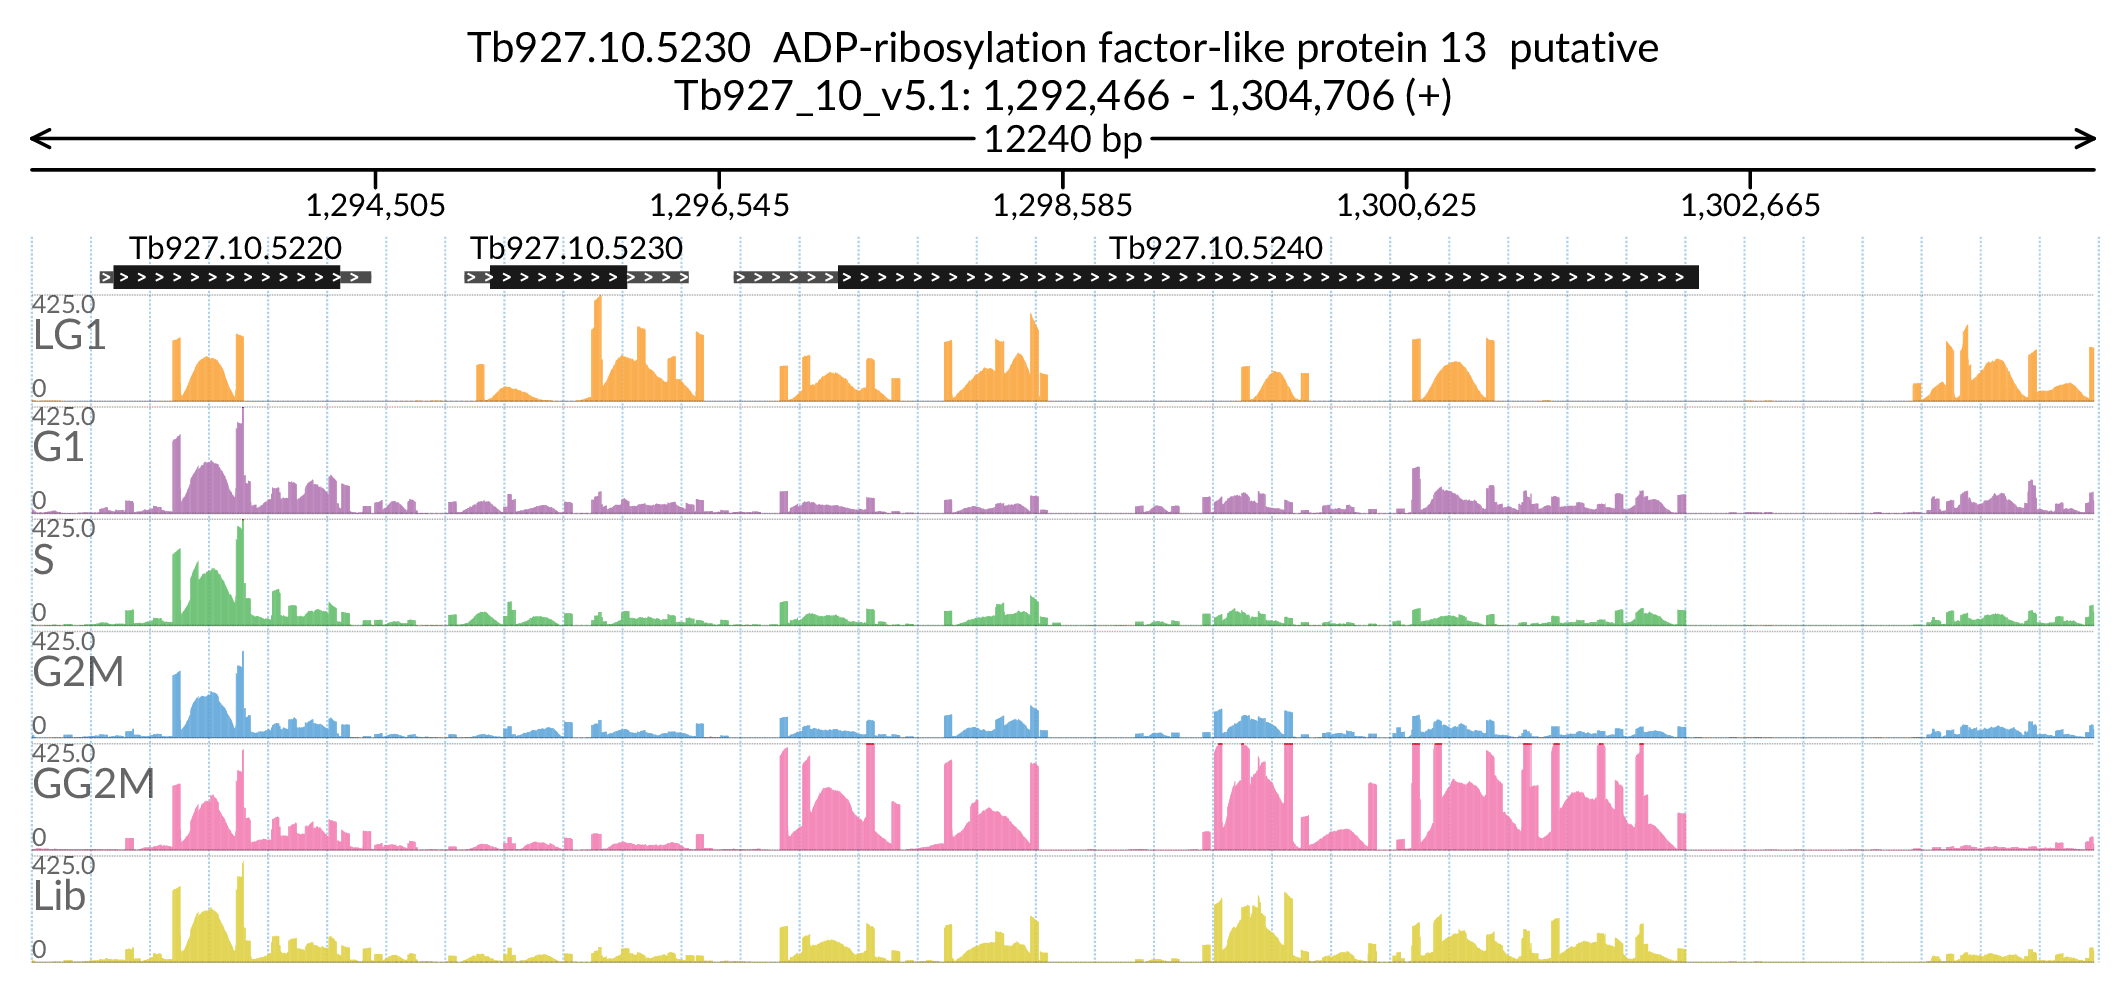 Tb927.10.5230 ADP-ribosylation factor-like protein 13 putative
Tb927_10_v5.1: 1,292,466 - 1,304,706 (+)
12240 bp
1,294,505 1,296,545 1,298,585 1,300,625 1,302,665
Tb927.10.5220 Tb927.10.5230 Tb927.10.5240
425.0
LG1
0
425.0
G1
0
425.0
S
0
425.0
G2M
0
425.0
GG2M
0
425.0
Lib
0